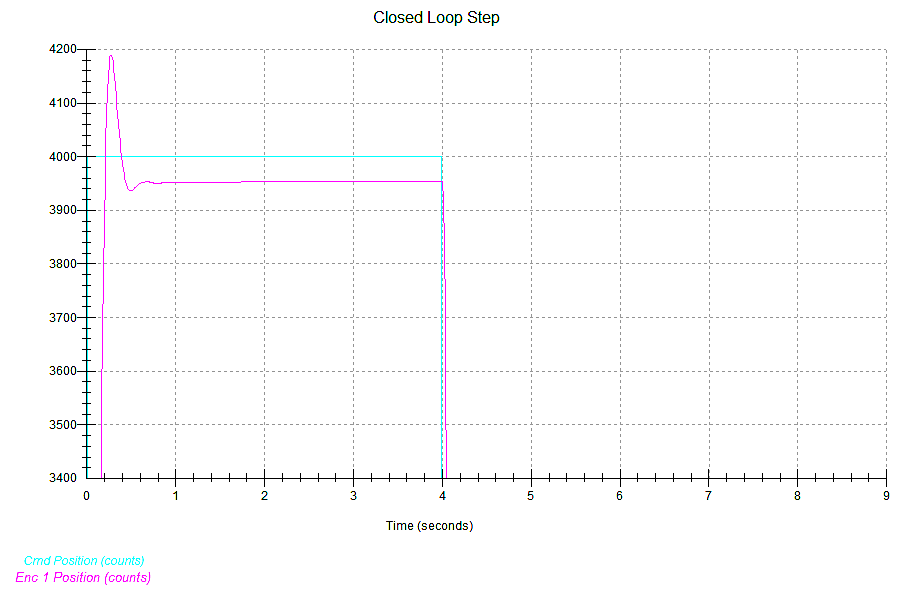 Closed Loop Step
4200
4100
4000
3900
3800
3700
3600
3500
3400
0 1 2 3 4 5 6 7 8 9
Time (seconds)
Cmd Position (counts)
Enc 1 Position (counts)